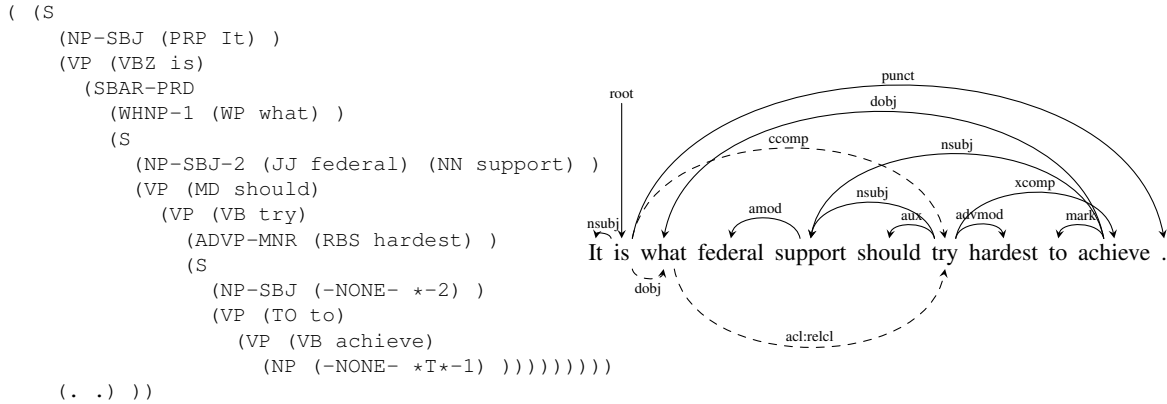 ( (S
(NP-SBJ (PRP It) )
(VP (VBZ is)
(SBAR-PRD
(WHNP-1 (WP what) )
(S
(NP-SBJ-2 (JJ federal) (NN support) )
(VP (MD should)
(VP (VB try)
(ADVP-MNR (RBS hardest) )
(S
(NP-SBJ (-NONE- *-2) )
(VP (TO to)
(VP (VB achieve)
(NP (-NONE- *T*-1) )))))))))
(. .) ))
punct
root
dobj
ccomp
nsubj
xcomp
amod
nsubj
nsubj
aux
advmod
mark
It is what federal support should try hardest to achieve .
dobj
acl:relcl